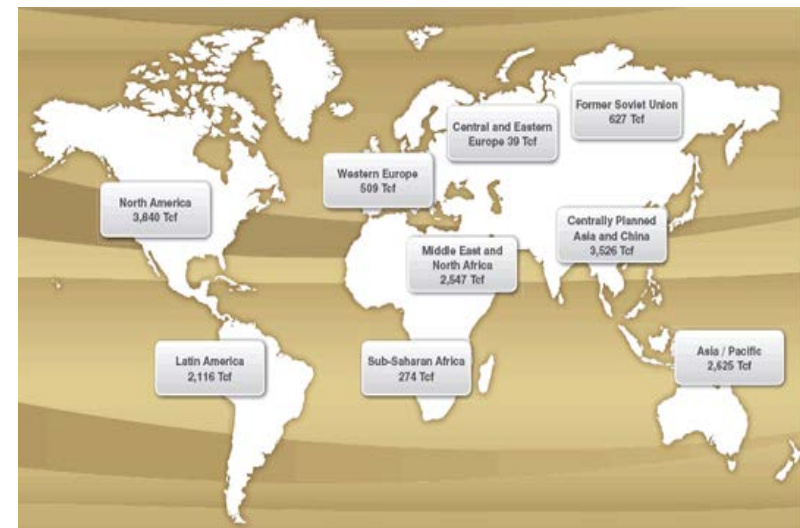 Former Soviet Union
627 Tcf
Central and Eastern
Europe 39 Tcf
Western Europe
509 Tcf
North America
3,840 Tcf
Centrally Planned
Asia and China
3,526 Tcf
Middle East and
North Africa
2,547 Tcf
Latin America
2,116 Tcf
Sub-Saharan Africa
274 Tcf
Asia / Pacific
2,625 Tcf